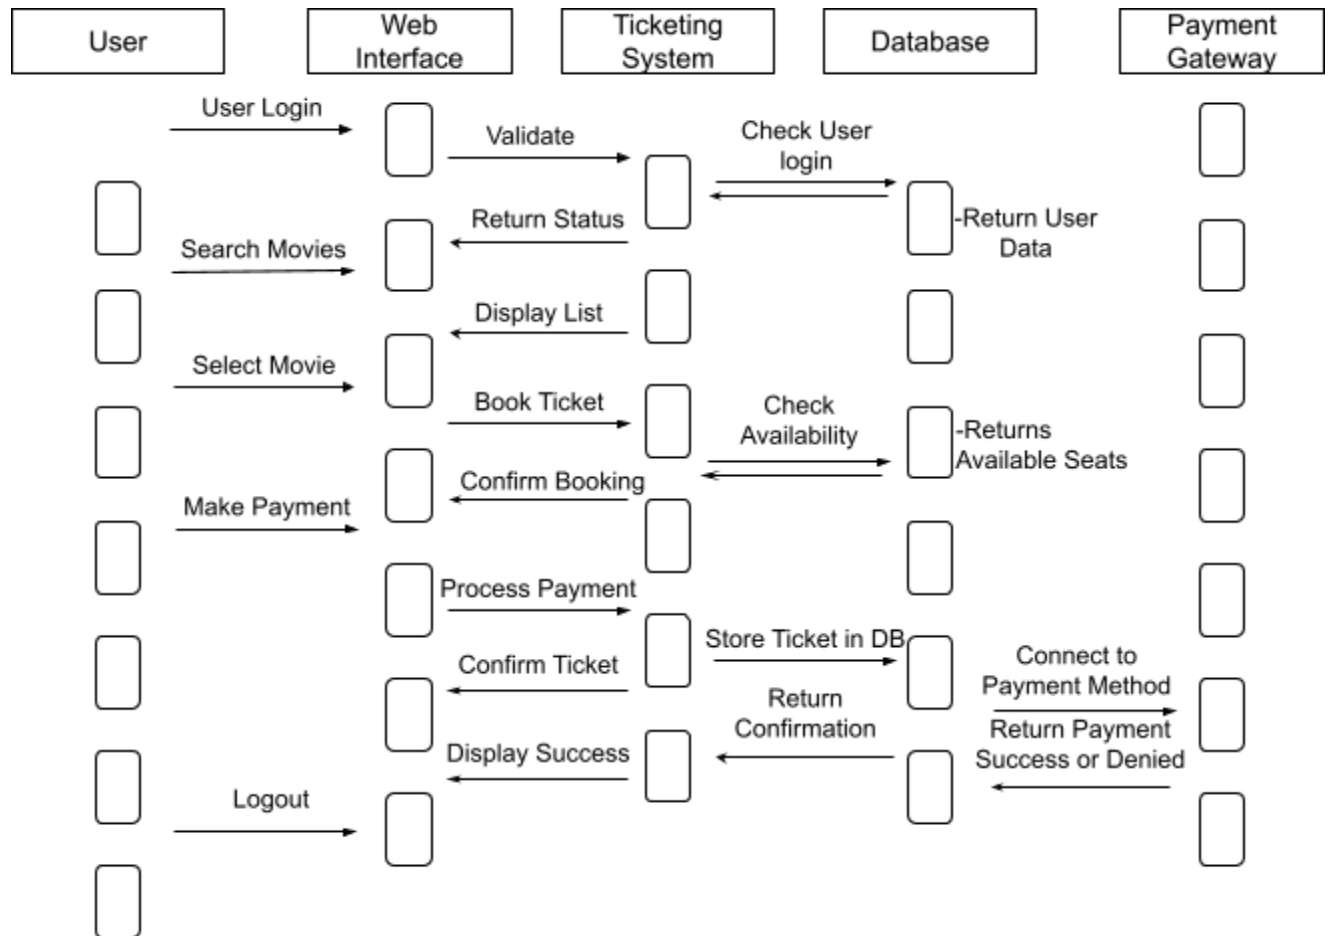 User
Web
Interface
Ticketing
System
Database
Payment
Gateway
User Login
Validate
Check User
login
Return Status
-Return User
Data
Search Movies
Display List
Select Movie
Book Ticket
Check
Availability
-Returns
Available Seats
Confirm Booking
Make Payment
Process Payment
Store Ticket in DB
Connect to
Payment Method
Confirm Ticket
Return
Confirmation
Return Payment
Success or Denied
Display Success
Logout